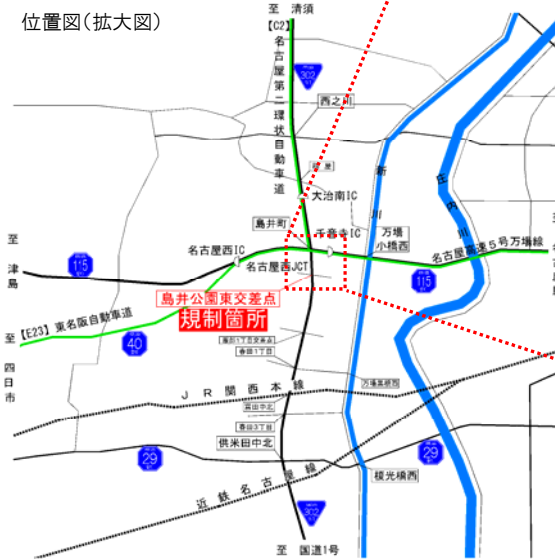 位置図(拡大図)
至 清須
【C2】
名古屋第二環状自動車道
302
西之川
大治南IC
新川
庄内川
島井町
千音寺IC
万場小橋西
名古屋高速5号万場線
至 津島
115
名古屋西IC
名古屋西JCT
115
島井公園東交差点
規制箇所
至 四日市
【E23】東名阪自動車道
40
春田1丁目
JR関西本線
富田中北
春田3丁目
供米田中北
29
29
榎光橋西
近鉄名古屋線
302
至 国道1号